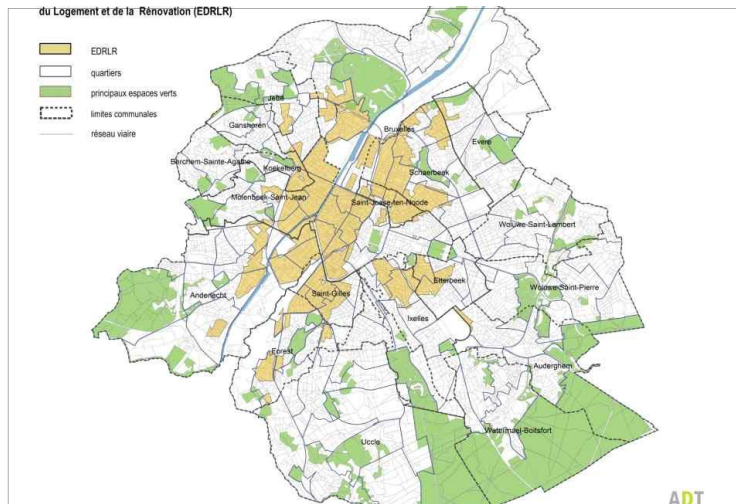 du Logement et de la Rénovation (EDRLR)
EDRLR
quartiers
principaux espaces verts
limites communales
réseau viaire
Jette
Ganshoren
Bruxelles
Evere
Berchem-Sainte-Agathe
Koekelberg
Schaerbeek
Molenbeek-Saint-Jean
Saint-Josse-ten-Noode
Woluwe-Saint-Lambert
Etterbeek
Woluwe-Saint-Pierre
Anderlecht
Saint-Gilles
Ixelles
Forest
Auderghem
Watermael-Boitsfort
Uccle
ADT